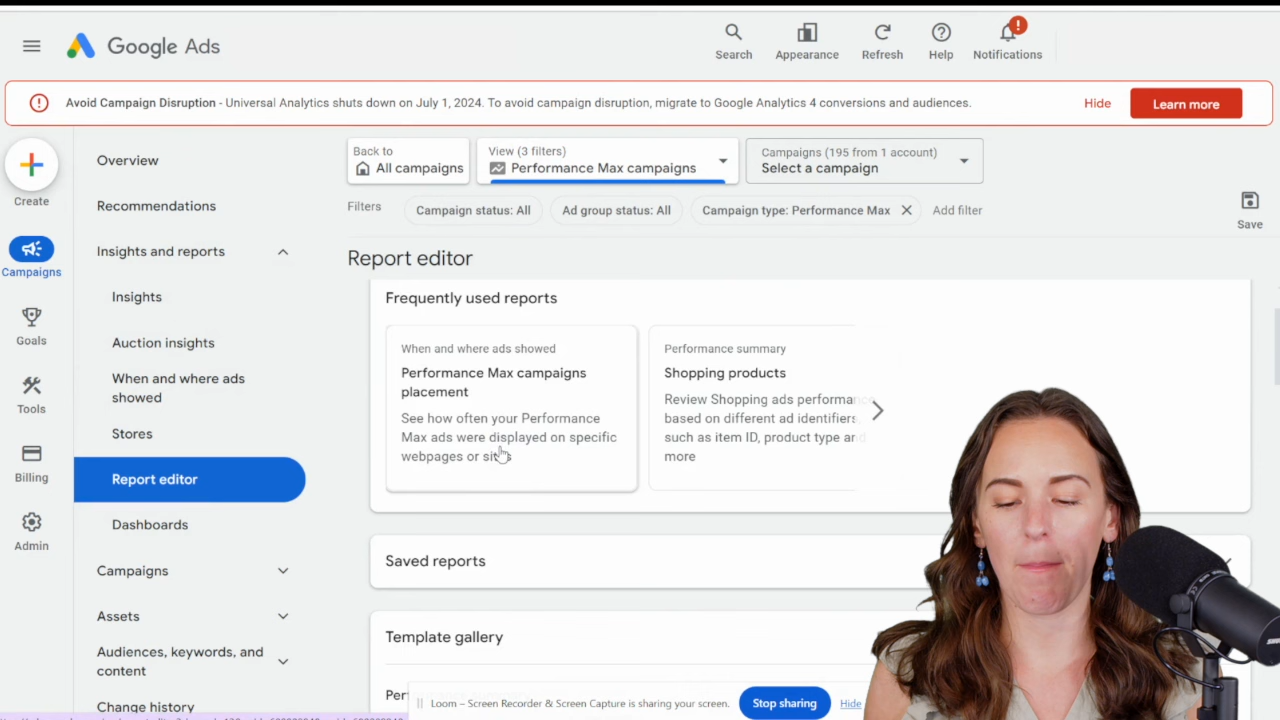 Google Ads
Search
Appearance
Refresh
Help
Notifications
Avoid Campaign Disruption - Universal Analytics shuts down on July 1, 2024. To avoid campaign disruption, migrate to Google Analytics 4 conversions and audiences.
Hide
Learn more
Create
Campaigns
Goals
Tools
Billing
Admin
Overview
Recommendations
Insights and reports
Insights
Auction insights
When and where ads
showed
Stores
Report editor
Dashboards
Campaigns
Assets
Audiences, keywords, and
content
Change history
Back to
All campaigns
View (3 filters)
Performance Max campaigns
Campaigns (195 from 1 account)
Select a campaign
Filters
Campaign status: All
Ad group status: All
Campaign type: Performance Max
Add filter
Save
Report editor
Frequently used reports
When and where ads showed
Performance Max campaigns
placement
See how often your Performance
Max ads were displayed on specific
webpages or sites
Performance summary
Shopping products
Review Shopping ads performance
based on different ad identifiers,
such as item ID, product type and
more
Saved reports
Template gallery
Per
Loom – Screen Recorder & Screen Capture is sharing your screen.
Stop sharing
Hide